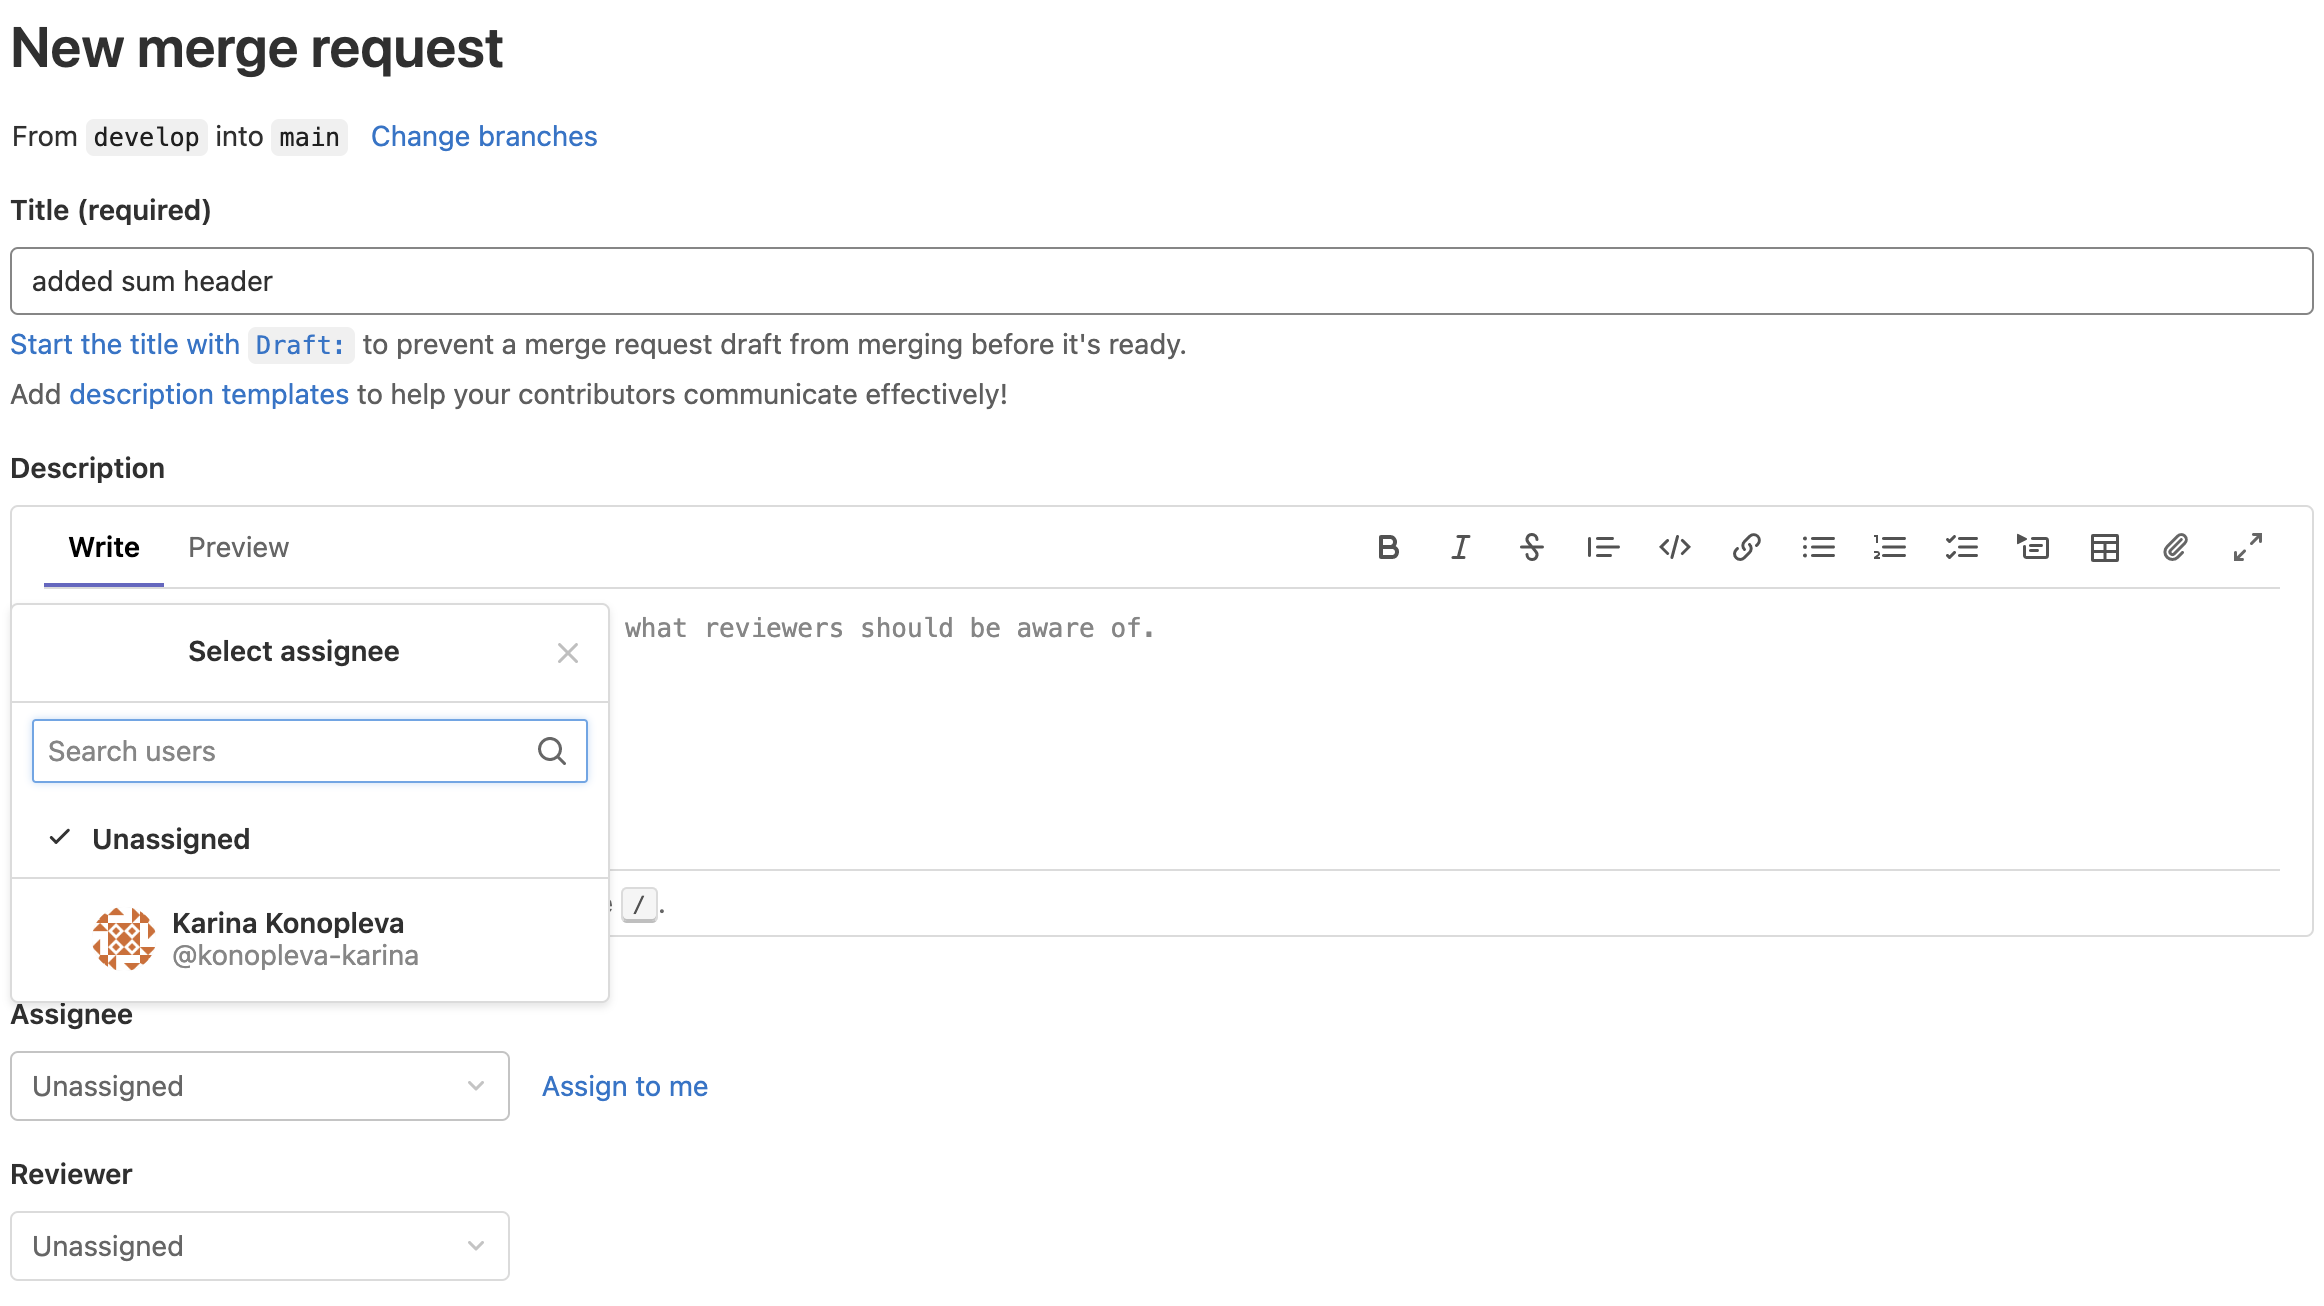 New merge request
From develop into main Change branches
Title (required)
added sum header
Start the title with Draft: to prevent a merge request draft from merging before it's ready.
Add description templates to help your contributors communicate effectively!
Description
Write Preview
what reviewers should be aware of.
Select assignee
Search users
Unassigned
/.
Karina Konopleva
@konopleva-karina
Assignee
Unassigned Assign to me
Reviewer
Unassigned